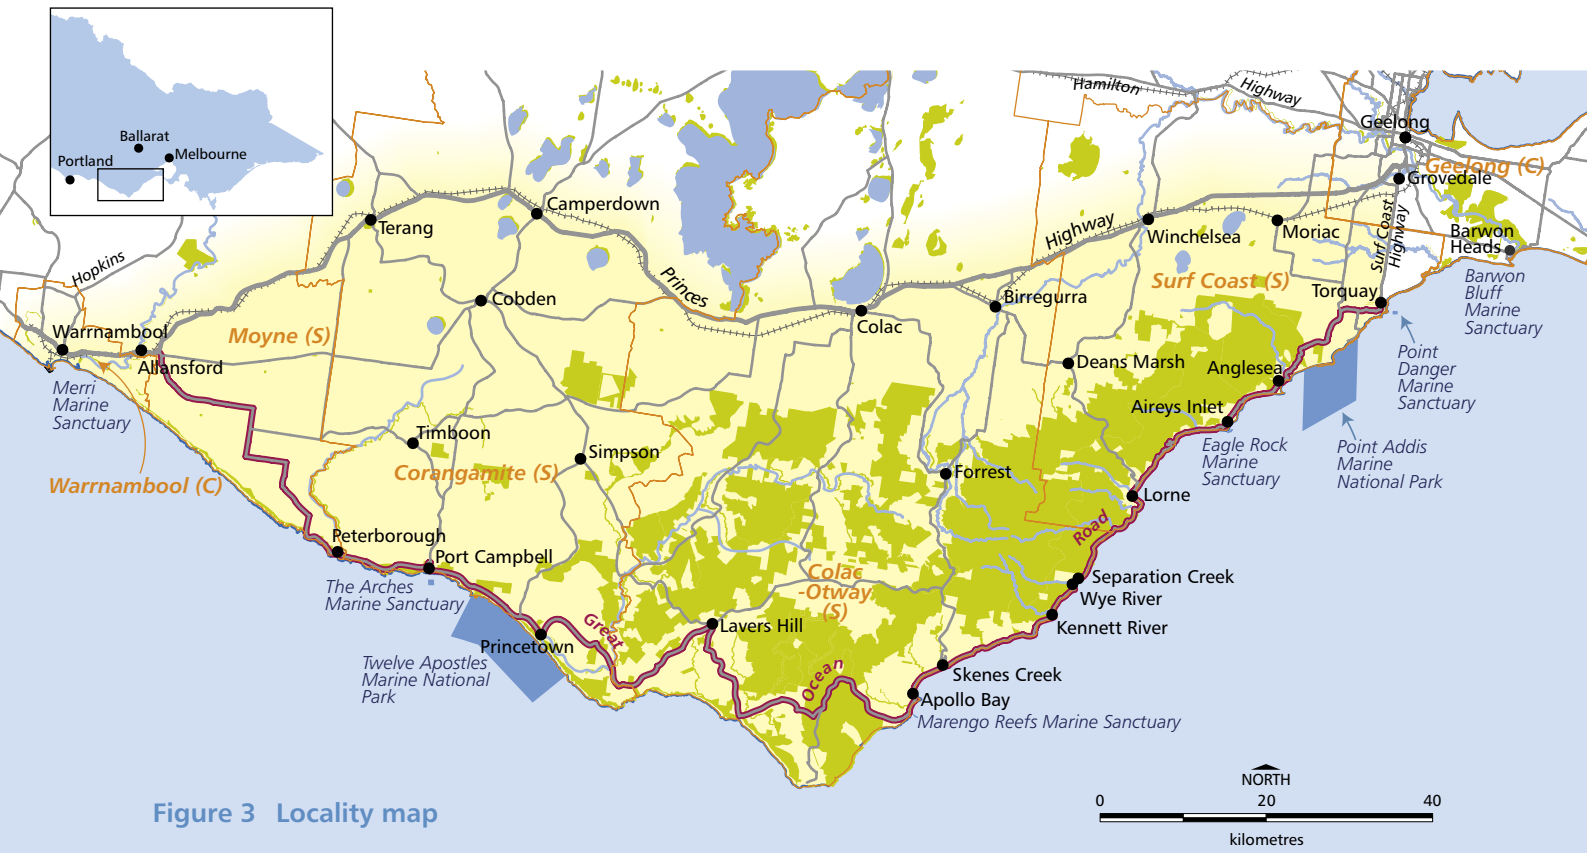 Ballarat
Melbourne
Portland
Hamilton
Highway
Geelong
Geelong (C)
Grovedale
Camperdown
Terang
Highway
Winchelsea
Moriac
Surf Coast
Highway
Barwon
Heads
Hopkins
Princes
Surf Coast (S)
Barwon
Bluff
Marine
Sanctuary
Cobden
Birregurra
Torquay
Warrnambool
Moyne (S)
Colac
Allansford
Deans Marsh
Anglesea
Point
Danger
Marine
Sanctuary
Merri
Marine
Sanctuary
Aireys Inlet
Timboon
Simpson
Eagle Rock
Marine
Sanctuary
Point Addis
Marine
National Park
Corangamite (S)
Forrest
Warrnambool (C)
Lorne
Road
Peterborough
Port Campbell
Colac
-Otway
(S)
Separation Creek
Wye River
The Arches
Marine Sanctuary
Great
Lavers Hill
Kennett River
Princetown
Twelve Apostles
Marine National
Park
Ocean
Skenes Creek
Apollo Bay
Marengo Reefs Marine Sanctuary
NORTH
0 20 40
kilometres
Figure 3 Locality map